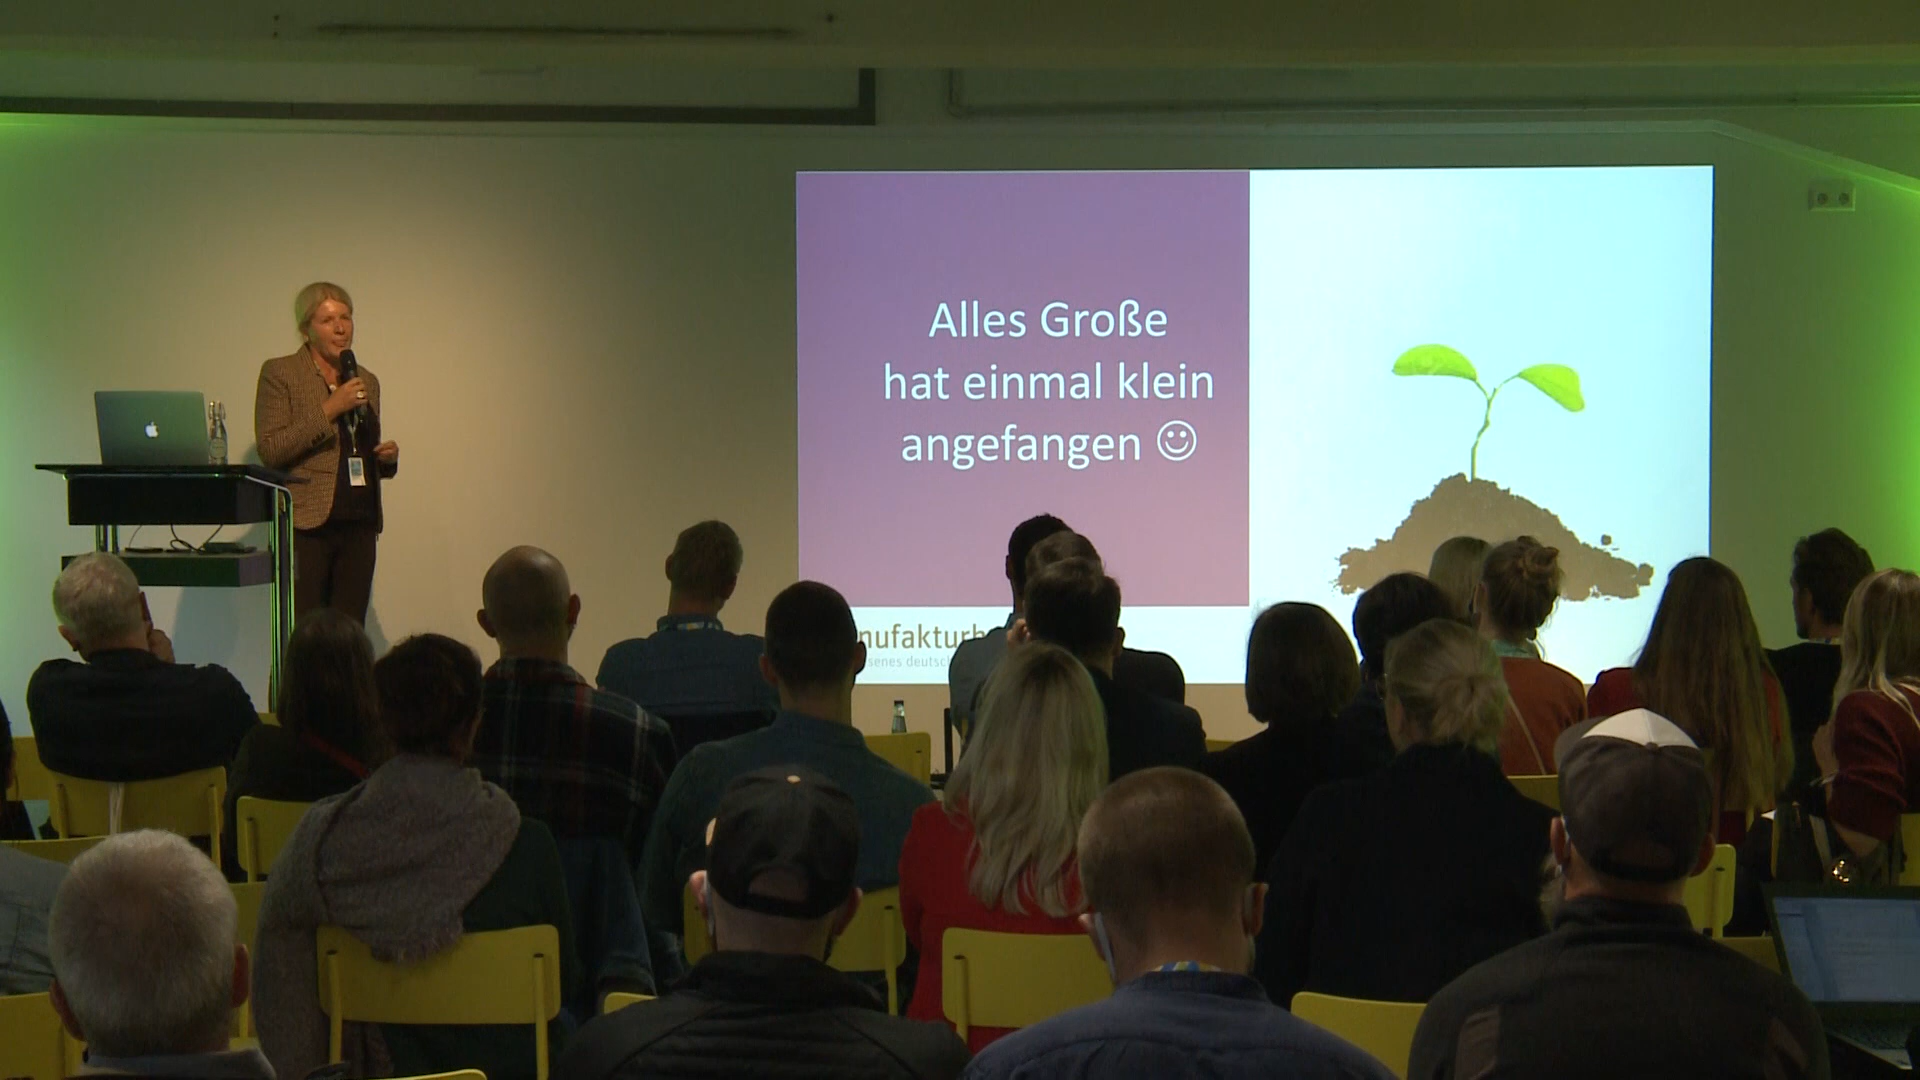 Alles Große
hat einmal klein
angefangen ☺